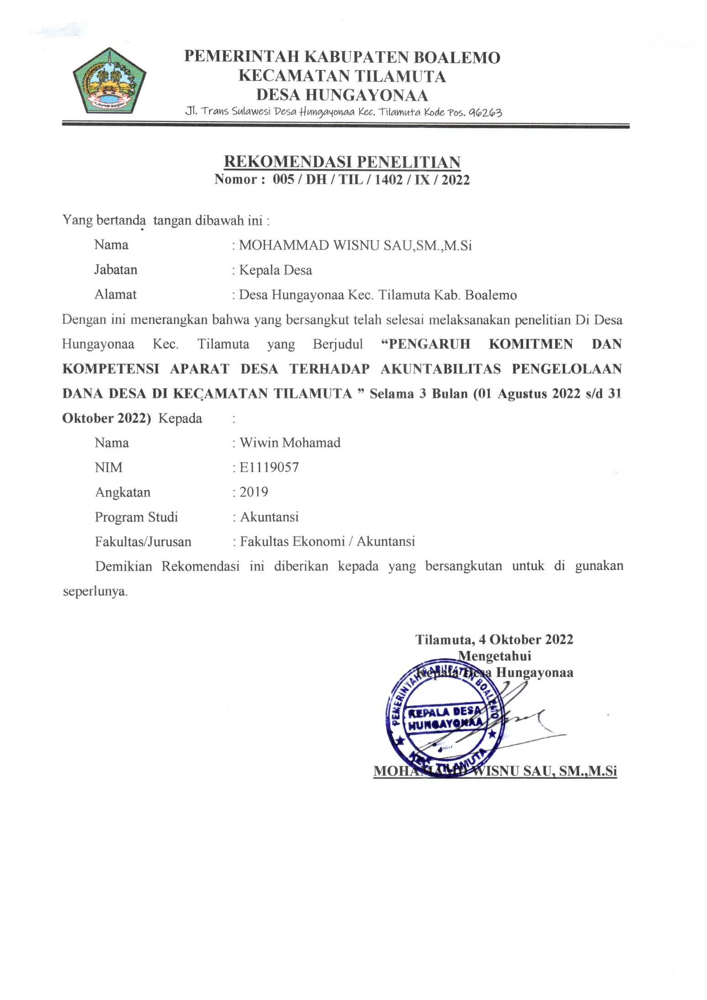 PEMERINTAH KABUPATEN BOALEMO
KECAMATAN TILAMUTA
DESA HUNGAYONAA
Jl. Trans Sulawesi Desa Hungayonaa Kec. Tilamuta Kode Pos. 96263
REKOMENDASI PENELITIAN
Nomor : 005 / DH / TIL / 1402 / IX / 2022
Yang bertanda tangan dibawah ini :
Nama : MOHAMMAD WISNU SAU,SM.,M.Si
Jabatan : Kepala Desa
Alamat : Desa Hungayonaa Kec. Tilamuta Kab. Boalemo
Dengan ini menerangkan bahwa yang bersangkut telah selesai melaksanakan penelitian Di Desa
Hungayonaa Kec. Tilamuta yang Berjudul “PENGARUH KOMITMEN DAN
KOMPETENSI APARAT DESA TERHADAP AKUNTABILITAS PENGELOLAAN
DANA DESA DI KECAMATAN TILAMUTA ” Selama 3 Bulan (01 Agustus 2022 s/d 31
Oktober 2022) Kepada :
Nama : Wiwin Mohamad
NIM : E1119057
Angkatan : 2019
Program Studi : Akuntansi
Fakultas/Jurusan : Fakultas Ekonomi / Akuntansi
Demikian Rekomendasi ini diberikan kepada yang bersangkutan untuk di gunakan
seperlunya.
Tilamuta, 4 Oktober 2022
Mengetahui
Kepala Desa Hungayonaa
PEMERINTAH KABUPATEN BOALEMO
KEPALA DESA
HUNGAYONAA
KEC TILAMUTA
MOHAMAMD WISNU SAU, SM.,M.Si